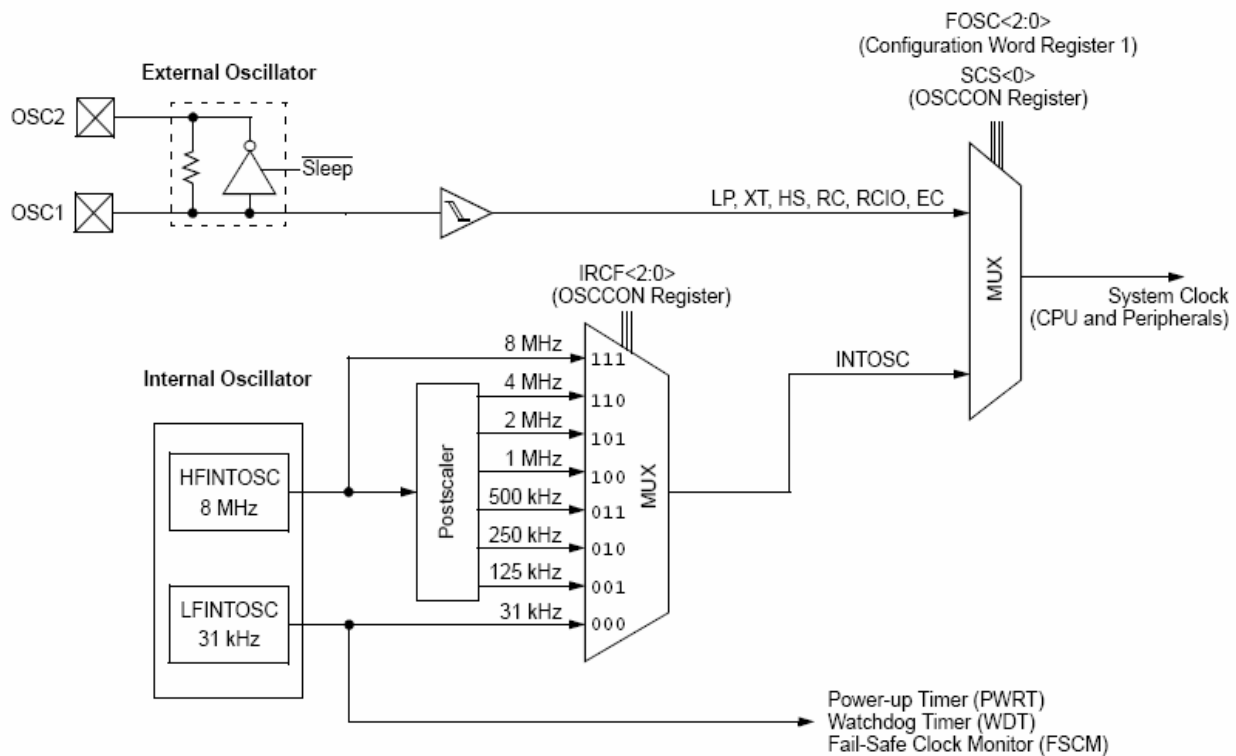 FOSC<2:0>
(Configuration Word Register 1)
SCS<0>
(OSCCON Register)
External Oscillator
OSC2
Sleep
OSC1
LP, XT, HS, RC, RCIO, EC
IRCF<2:0>
(OSCCON Register)
MUX
System Clock
(CPU and Peripherals)
INTOSC
Internal Oscillator
HFINTOSC
8 MHz
LFINTOSC
31 kHz
Postscaler
8 MHz
4 MHz
2 MHz
1 MHz
500 kHz
250 kHz
125 kHz
31 kHz
111
110
101
100
011
010
001
000
MUX
Power-up Timer (PWRT)
Watchdog Timer (WDT)
Fail-Safe Clock Monitor (FSCM)